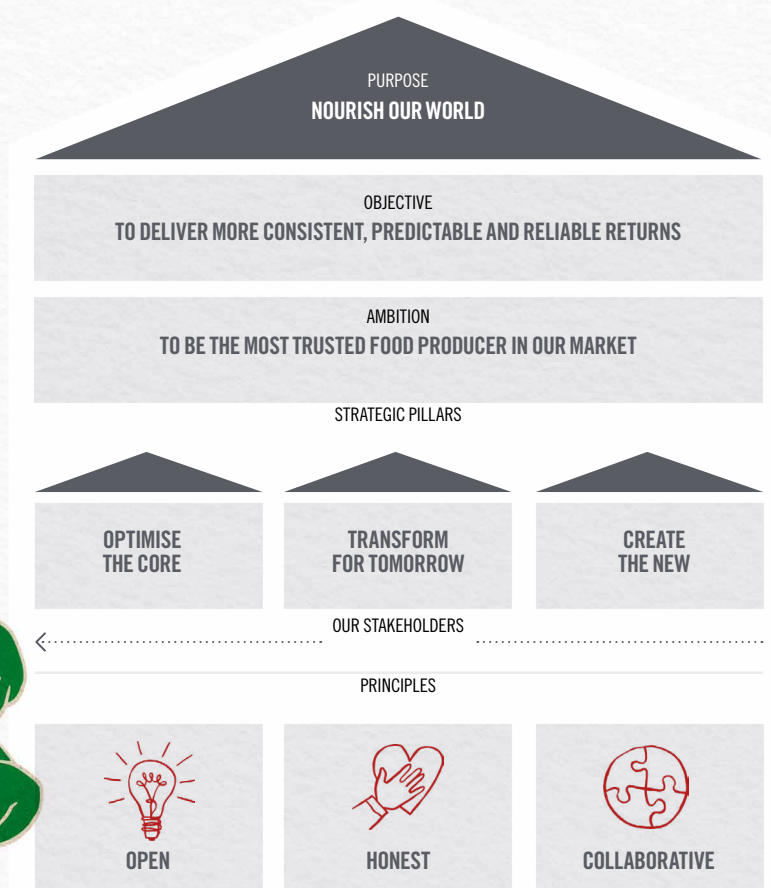 PURPOSE
NOURISH OUR WORLD
OBJECTIVE
TO DELIVER MORE CONSISTENT, PREDICTABLE AND RELIABLE RETURNS
AMBITION
TO BE THE MOST TRUSTED FOOD PRODUCER IN OUR MARKET
STRATEGIC PILLARS
OPTIMISE
THE CORE
TRANSFORM
FOR TOMORROW
CREATE
THE NEW
OUR STAKEHOLDERS
PRINCIPLES
OPEN
HONEST
COLLABORATIVE